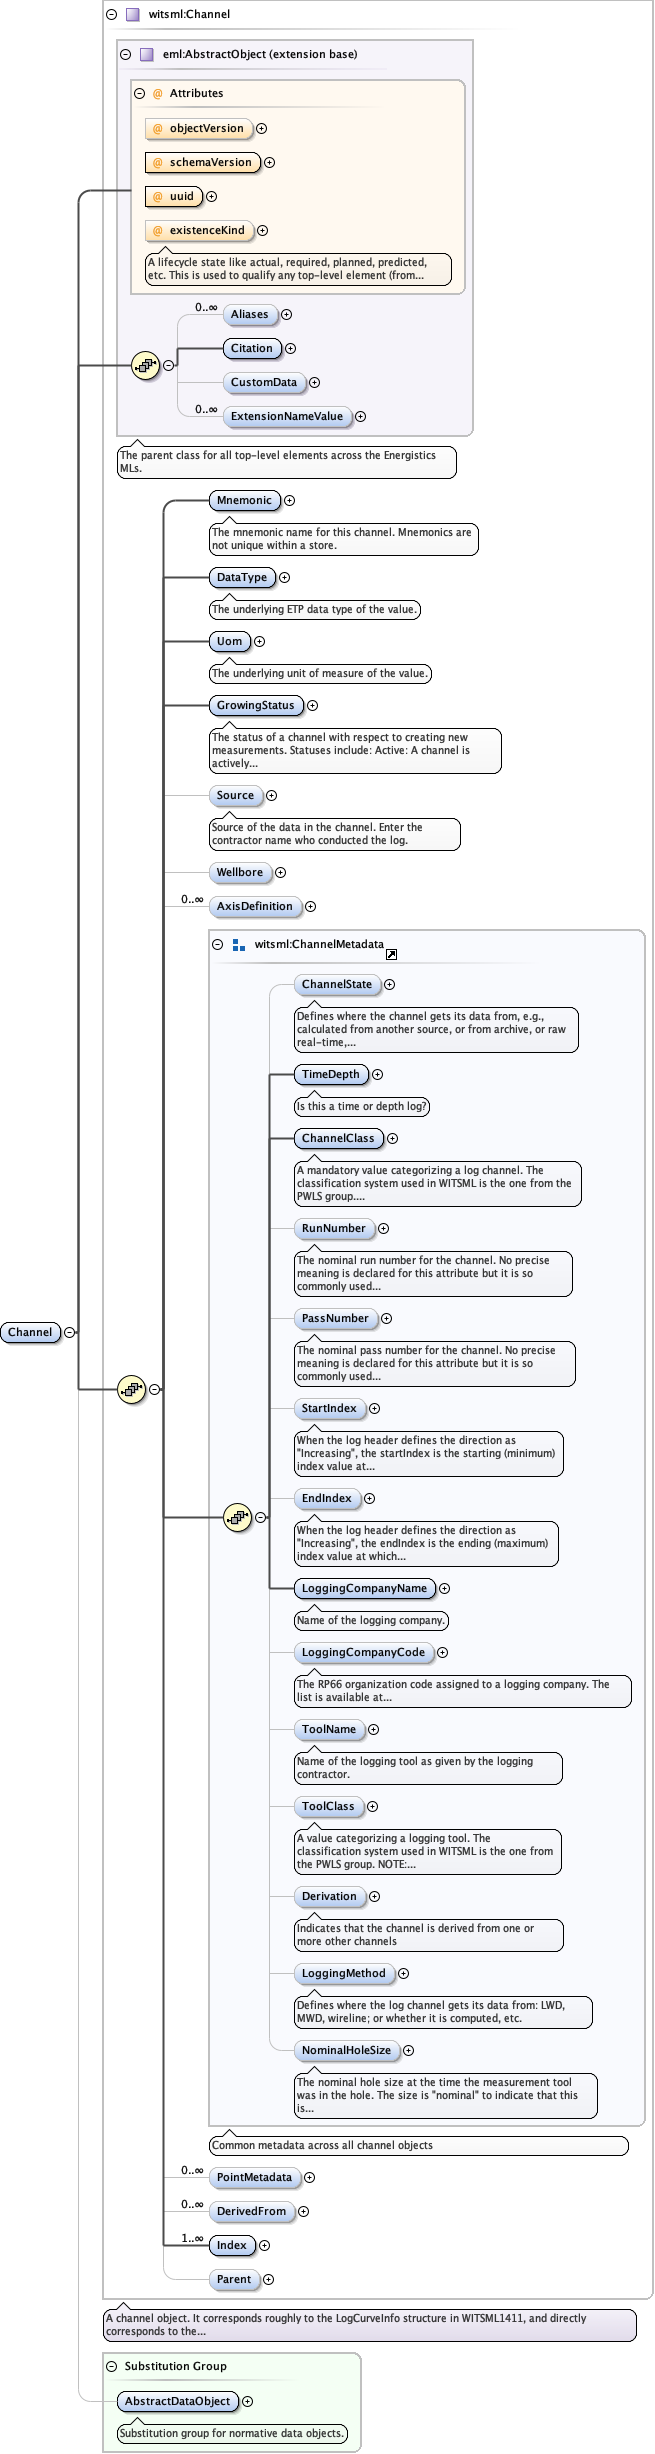 witsml:Channel
eml:AbstractObject (extension base)
@ Attributes
@ objectVersion
@ schemaVersion
@ uuid
@ existenceKind
A lifecycle state like actual, required, planned, predicted,
etc. This is used to qualify any top-level element (from...
0..∞
Aliases
Citation
CustomData
0..∞
ExtensionNameValue
The parent class for all top-level elements across the Energistics
MLs.
Mnemonic
The mnemonic name for this channel. Mnemonics are
not unique within a store.
DataType
The underlying ETP data type of the value.
Uom
The underlying unit of measure of the value.
GrowingStatus
The status of a channel with respect to creating new
measurements. Statuses include: Active: A channel is
actively...
Source
Source of the data in the channel. Enter the
contractor name who conducted the log.
Wellbore
0..∞
AxisDefinition
witsml:ChannelMetadata
ChannelState
Defines where the channel gets its data from, e.g.,
calculated from another source, or from archive, or raw
real-time,...
TimeDepth
Is this a time or depth log?
ChannelClass
A mandatory value categorizing a log channel. The
classification system used in WITSML is the one from the
PWLS group....
RunNumber
The nominal run number for the channel. No precise
meaning is declared for this attribute but it is so
commonly used...
PassNumber
The nominal pass number for the channel. No precise
meaning is declared for this attribute but it is so
commonly used...
Channel
StartIndex
When the log header defines the direction as
"Increasing", the startIndex is the starting (minimum)
index value at...
EndIndex
When the log header defines the direction as
"Increasing", the endIndex is the ending (maximum)
index value at which...
LoggingCompanyName
Name of the logging company.
LoggingCompanyCode
The RP66 organization code assigned to a logging company. The
list is available at...
ToolName
Name of the logging tool as given by the logging
contractor.
ToolClass
A value categorizing a logging tool. The
classification system used in WITSML is the one from
the PWLS group. NOTE:...
Derivation
Indicates that the channel is derived from one or
more other channels
LoggingMethod
Defines where the log channel gets its data from: LWD,
MWD, wireline; or whether it is computed, etc.
NominalHoleSize
The nominal hole size at the time the measurement tool
was in the hole. The size is "nominal" to indicate that this
is...
Common metadata across all channel objects
0..∞
PointMetadata
0..∞
DerivedFrom
1..∞
Index
Parent
A channel object. It corresponds roughly to the LogCurveInfo structure in WITSML1411, and directly
corresponds to the...
Substitution Group
AbstractDataObject
Substitution group for normative data objects.